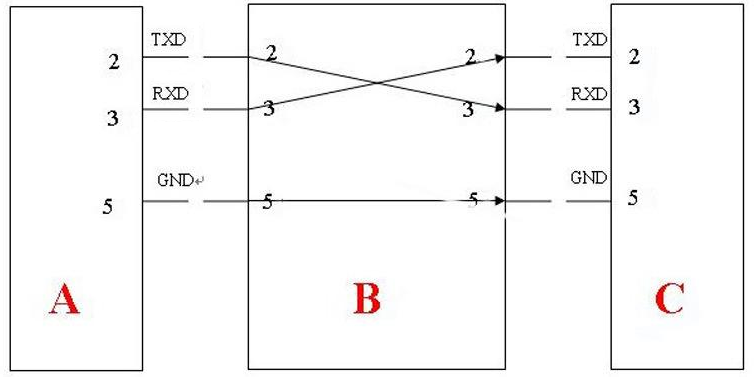 TXD TXD
2 2 2 2
RXD RXD
3 3 3 3
GND↵ GND
5 5 5 5
A B C